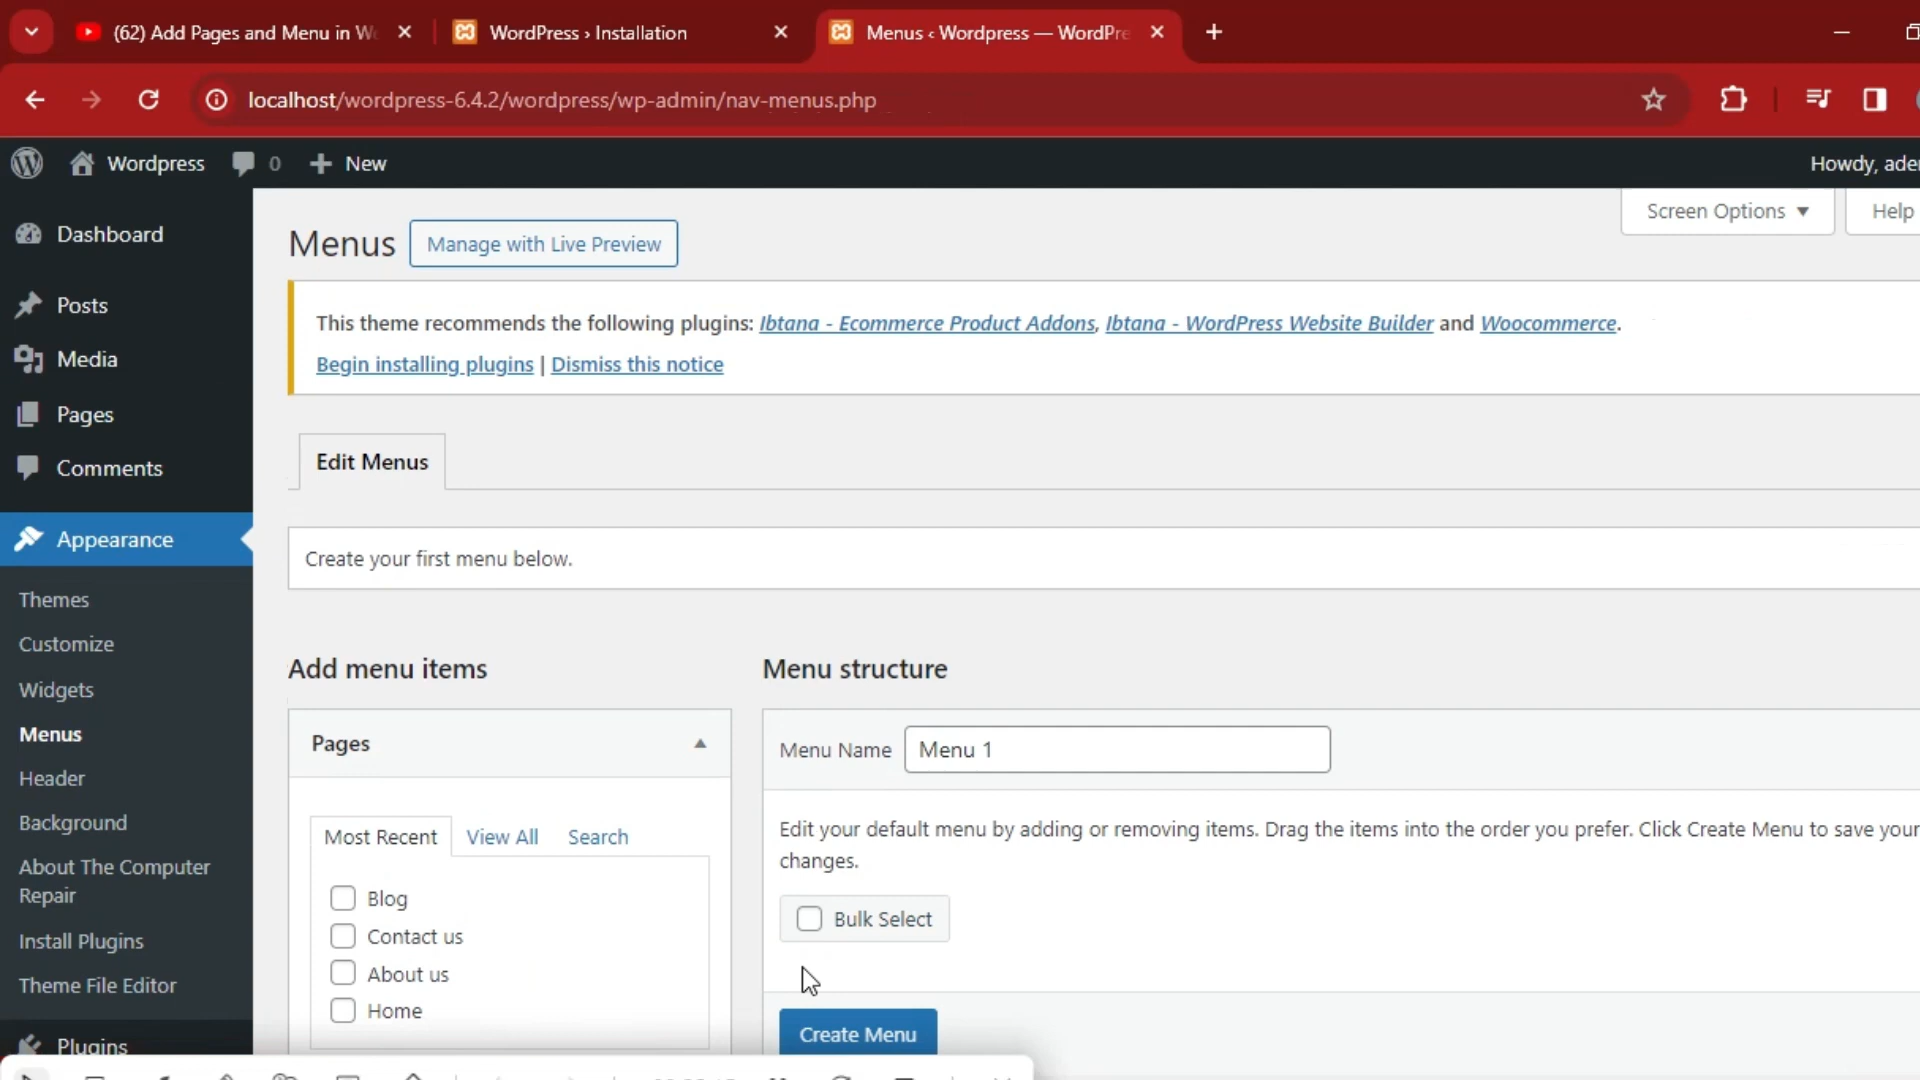 (62) Add Pages and Menu in W
WordPress › Installation
Menus ‹ Wordpress — WordPre
localhost/wordpress-6.4.2/wordpress/wp-admin/nav-menus.php
Wordpress
0
New
Howdy, ade
Dashboard
Posts
Media
Pages
Comments
Appearance
Themes
Customize
Widgets
Menus
Header
Background
About The Computer
Repair
Install Plugins
Theme File Editor
Plugins
Screen Options ▼
Help
Menus
Manage with Live Preview
This theme recommends the following plugins: Ibtana - Ecommerce Product Addons, Ibtana - WordPress Website Builder and Woocommerce.
Begin installing plugins | Dismiss this notice
Edit Menus
Create your first menu below.
Add menu items
Pages
Most Recent View All Search
Blog
Contact us
About us
Home
Menu structure
Menu Name Menu 1
Edit your default menu by adding or removing items. Drag the items into the order you prefer. Click Create Menu to save your
changes.
Bulk Select
Create Menu